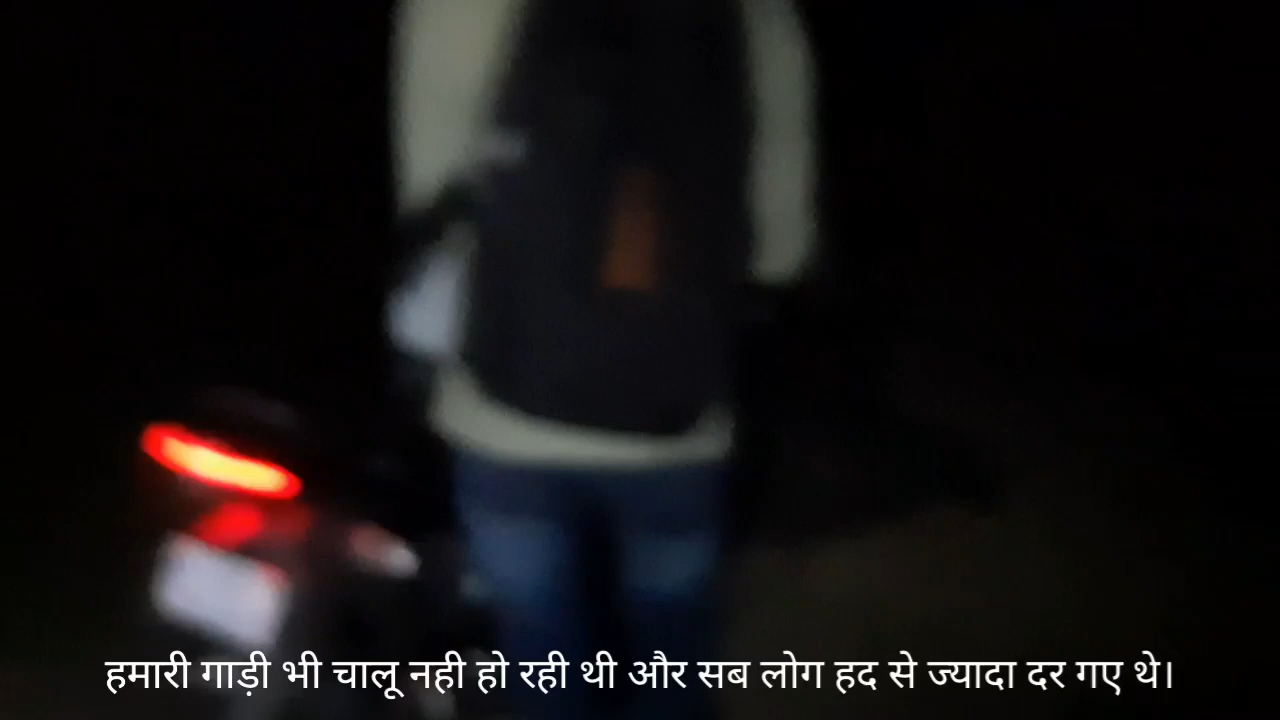 हमारी गाड़ी भी चालू नही हो रही थी और सब लोग हद से ज्यादा दर गए थे।